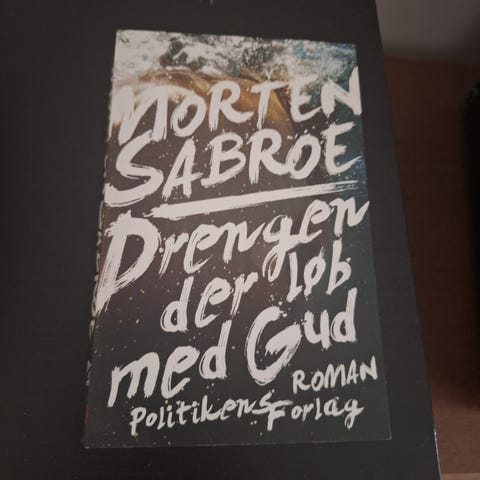 MORTEN
SABROE
Drengen
der løb
med Gud
ROMAN
Politikens Forlag